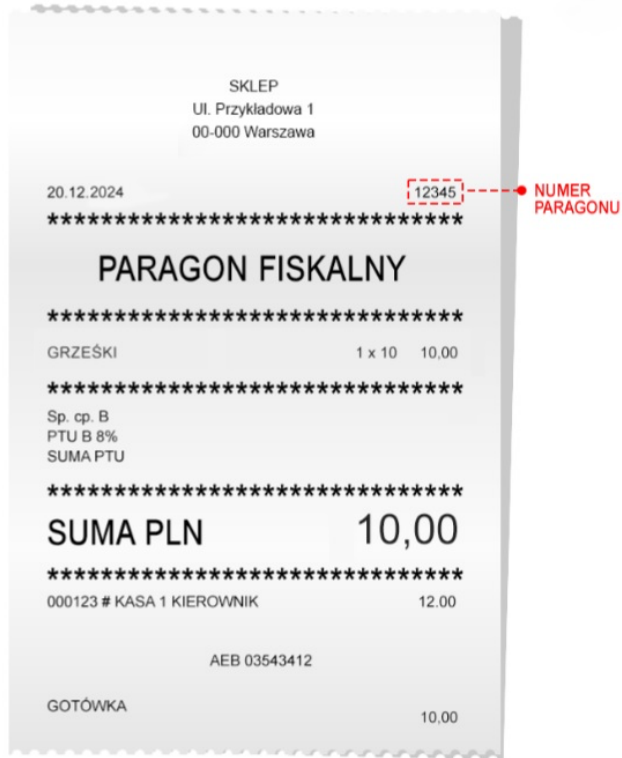 SKLEP
Ul. Przykładowa 1
00-000 Warszawa
20.12.2024 12345 NUMER PARAGONU
*******************************
PARAGON FISKALNY
*******************************
GRZEŚKI 1 x 10 10,00
*******************************
Sp. cp. B
PTU B 8%
SUMA PTU
*******************************
SUMA PLN 10,00
*******************************
000123 # KASA 1 KIEROWNIK 12.00
AEB 03543412
GOTÓWKA 10,00